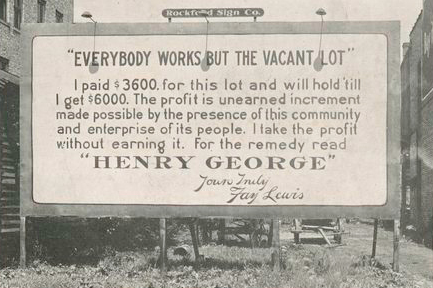 Rockford Sign Co.
"EVERYBODY WORKS BUT THE VACANT LOT"
I paid $3600. for this lot and will hold 'till
I get $6000. The profit is unearned increment
made possible by the presence of this community
and enterprise of its people. I take the profit
without earning it. For the remedy read
"HENRY GEORGE"
Yours Truly
Fay Lewis